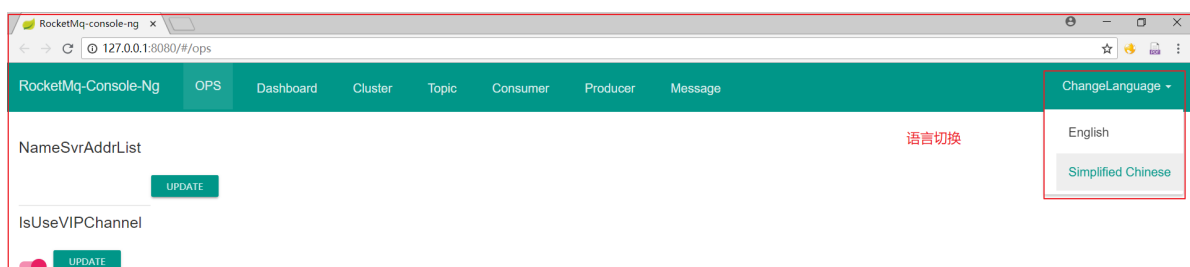 RocketMq-console-ng
127.0.0.1:8080/#/ops
RocketMq-Console-Ng OPS Dashboard Cluster Topic Consumer Producer Message ChangeLanguage
语言切换
English
NameSvrAddrList
Simplified Chinese
UPDATE
IsUseVIPChannel
UPDATE